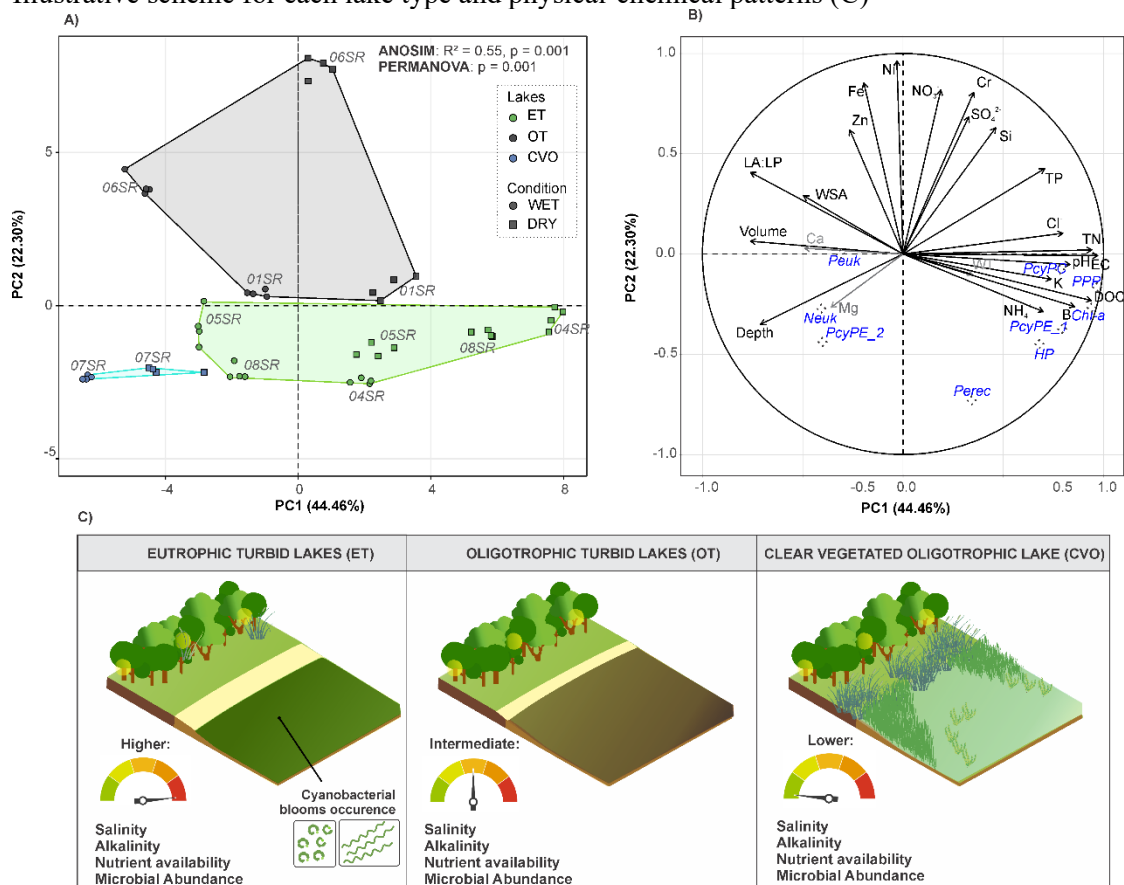 Illustrative scheme for each lake type and physical-chemical patterns (C)
A)
ANOSIM: R² = 0.55, p = 0.001
PERMANOVA: p = 0.001
Lakes
ET
OT
CVO
Condition
WET
DRY
06SR
06SR
01SR
01SR
05SR
05SR
04SR
08SR
07SR
07SR
08SR
04SR
5
0
-5
-4
0
4
8
PC2 (22.30%)
PC1 (44.46%)
B)
1.0
0.5
0.0
-0.5
-1.0
-1.0
-0.5
0.0
0.5
1.0
PC2 (22.30%)
PC1 (44.46%)
Ni
Fe
NO₃
Cr
Zn
SO₄²⁻
Si
LA:LP
TP
WSA
Volume
Ca
Cl
TN
Peuk
pH
EC
PcyPC
K
PPP
DOC
Mg
Neuk
NH₄
B
Chl-a
PcyPE_1
Depth
PcyPE_2
HP
Perec
C)
EUTROPHIC TURBID LAKES (ET)
OLIGOTROPHIC TURBID LAKES (OT)
CLEAR VEGETATED OLIGOTROPHIC LAKE (CVO)
Higher:
Cyanobacterial
blooms occurence
Salinity
Alkalinity
Nutrient availability
Microbial Abundance
Intermediate:
Salinity
Alkalinity
Nutrient availability
Microbial Abundance
Lower:
Salinity
Alkalinity
Nutrient availability
Microbial Abundance